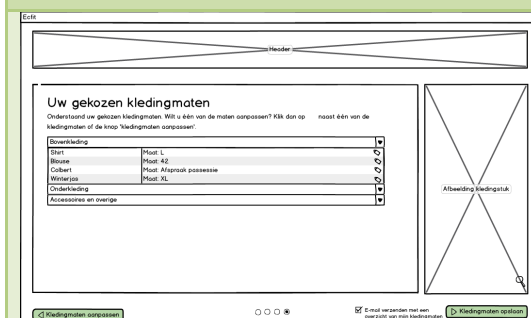 Ecfit
Header
Uw gekozen kledingmaten
Onderstaand uw gekozen kledingmaten. Wilt u één van de maten aanpassen? Klik dan op naast één van de
kledingmaten of de knop 'kledingmaten aanpassen'.
Bovenkleding
Shirt Maat: L
Blouse Maat: 42
Colbert Maat: Afspraak passessie
Winterjas Maat: XL
Onderkleding
Accessoires en overige
Afbeelding kledingstuk
Kledingmaten aanpassen
E-mail verzenden met een
overzicht van mijn kledingmaten
Kledingmaten opslaan